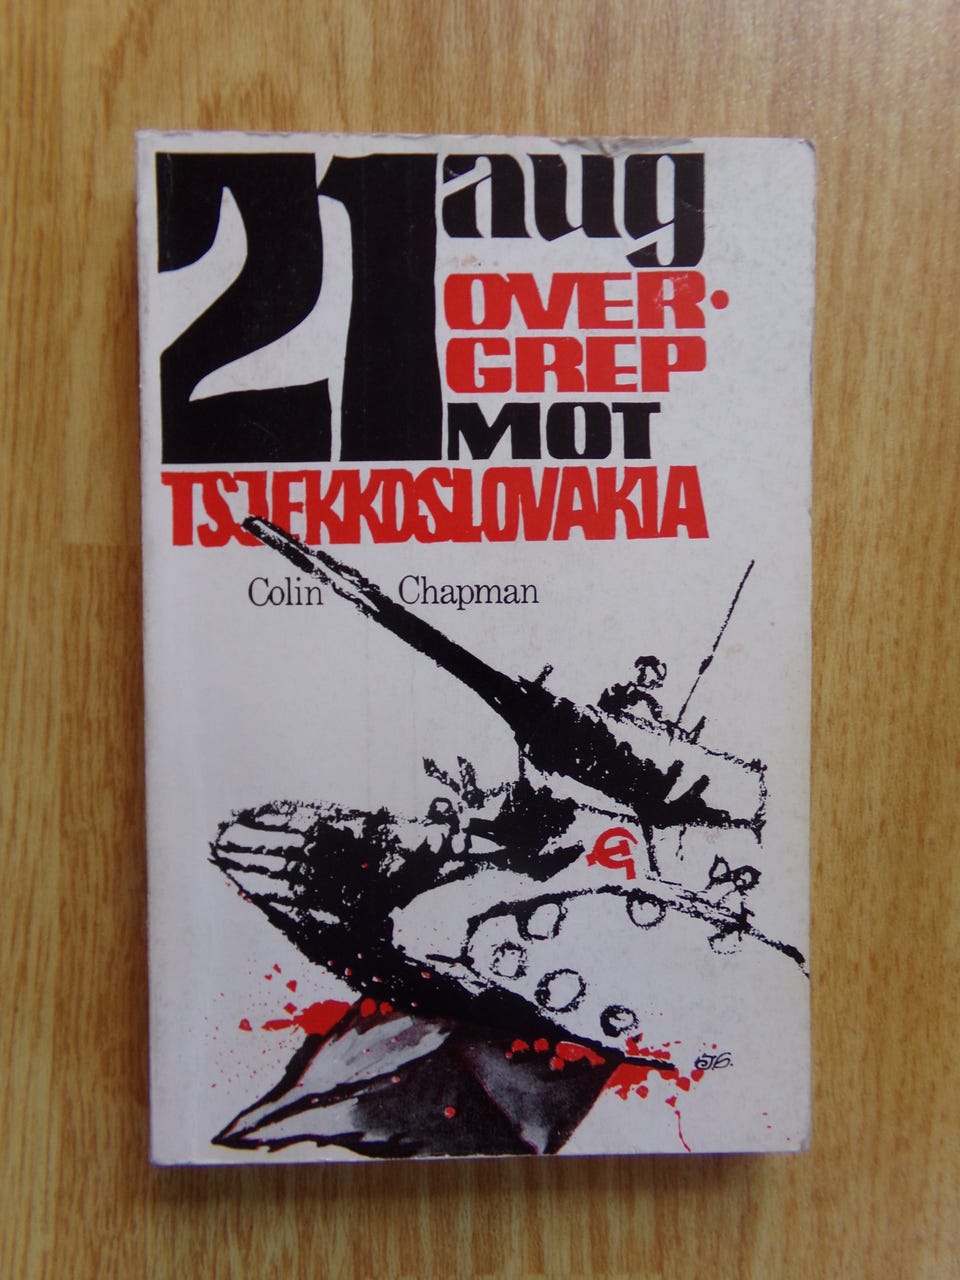 21 aug
OVER·
GREP
MOT
TSJEKKOSLOVAKIA
Colin Chapman